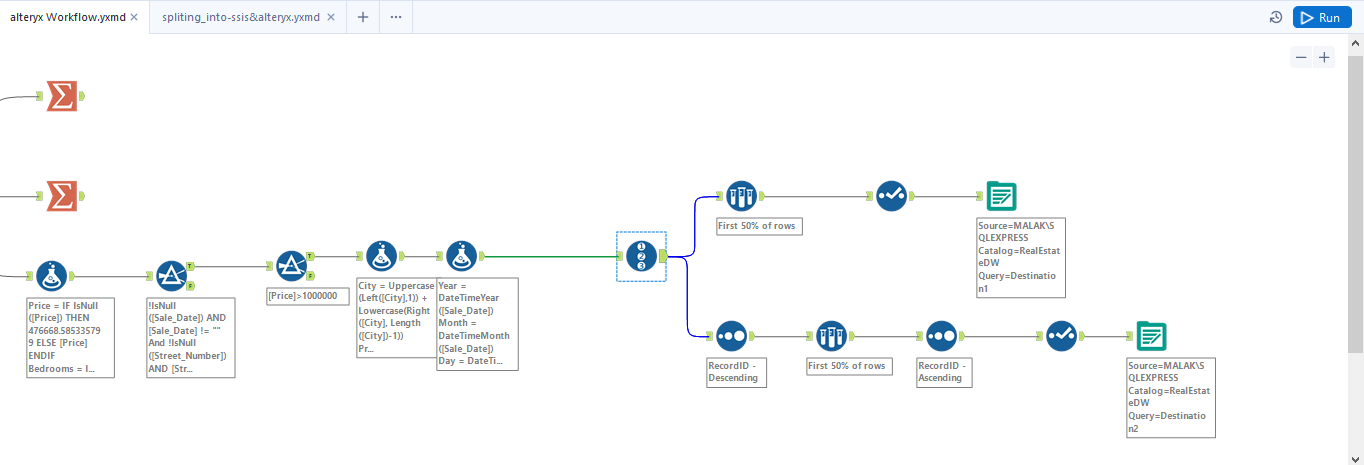 alteryx Workflow.yxmd
spliting_into-ssis&alteryx.yxmd
Run
First 50% of rows
Source=MALAK\S
QLEXPRESS
Catalog=RealEstat
eDW
Query=Destinatio
n1
T
F
T
F
1
2
3
Price = IF IsNull
([Price]) THEN
476668.58533579
9 ELSE [Price]
ENDIF
Bedrooms = I...
!IsNull
([Sale_Date]) AND
[Sale_Date] != ""
And !IsNull
([Street_Number])
AND [Str...
[Price]>1000000
City = Uppercase
(Left([City],1)) +
Lowercase(Right
([City], Length
([City])-1))
Pr...
Year =
DateTimeYear
([Sale_Date])
Month =
DateTimeMonth
([Sale_Date])
Day = DateTi...
RecordID -
Descending
First 50% of rows
RecordID -
Ascending
Source=MALAK\S
QLEXPRESS
Catalog=RealEstat
eDW
Query=Destinatio
n2